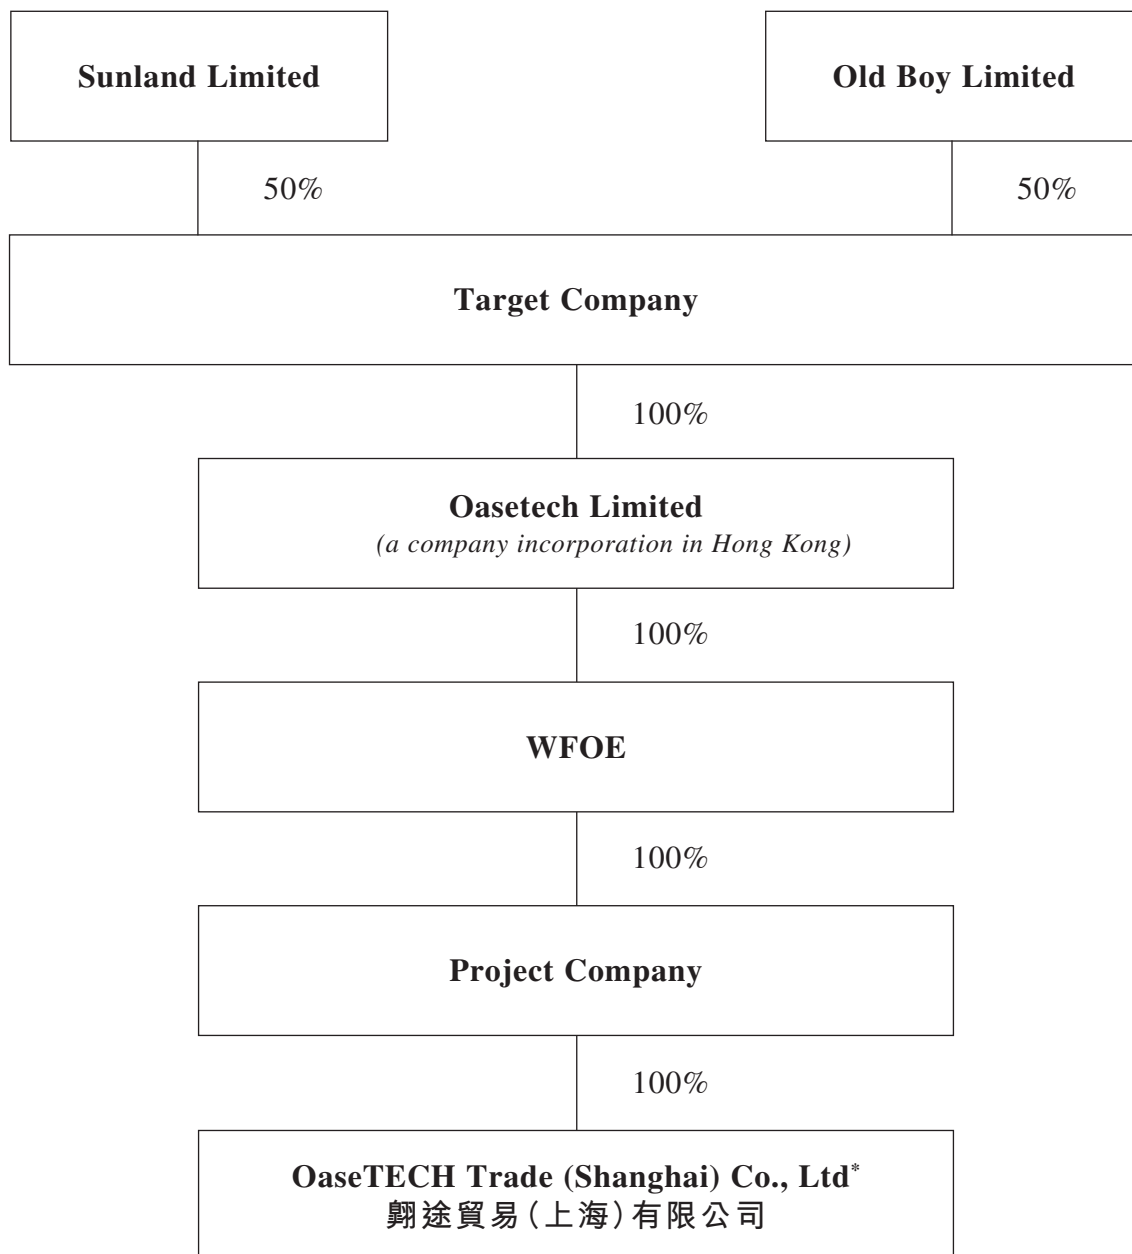 Sunland Limited
Old Boy Limited
50%
50%
Target Company
100%
Oasetech Limited
(a company incorporation in Hong Kong)
100%
WFOE
100%
Project Company
100%
OaseTECH Trade (Shanghai) Co., Ltd*
翺途貿易(上海)有限公司